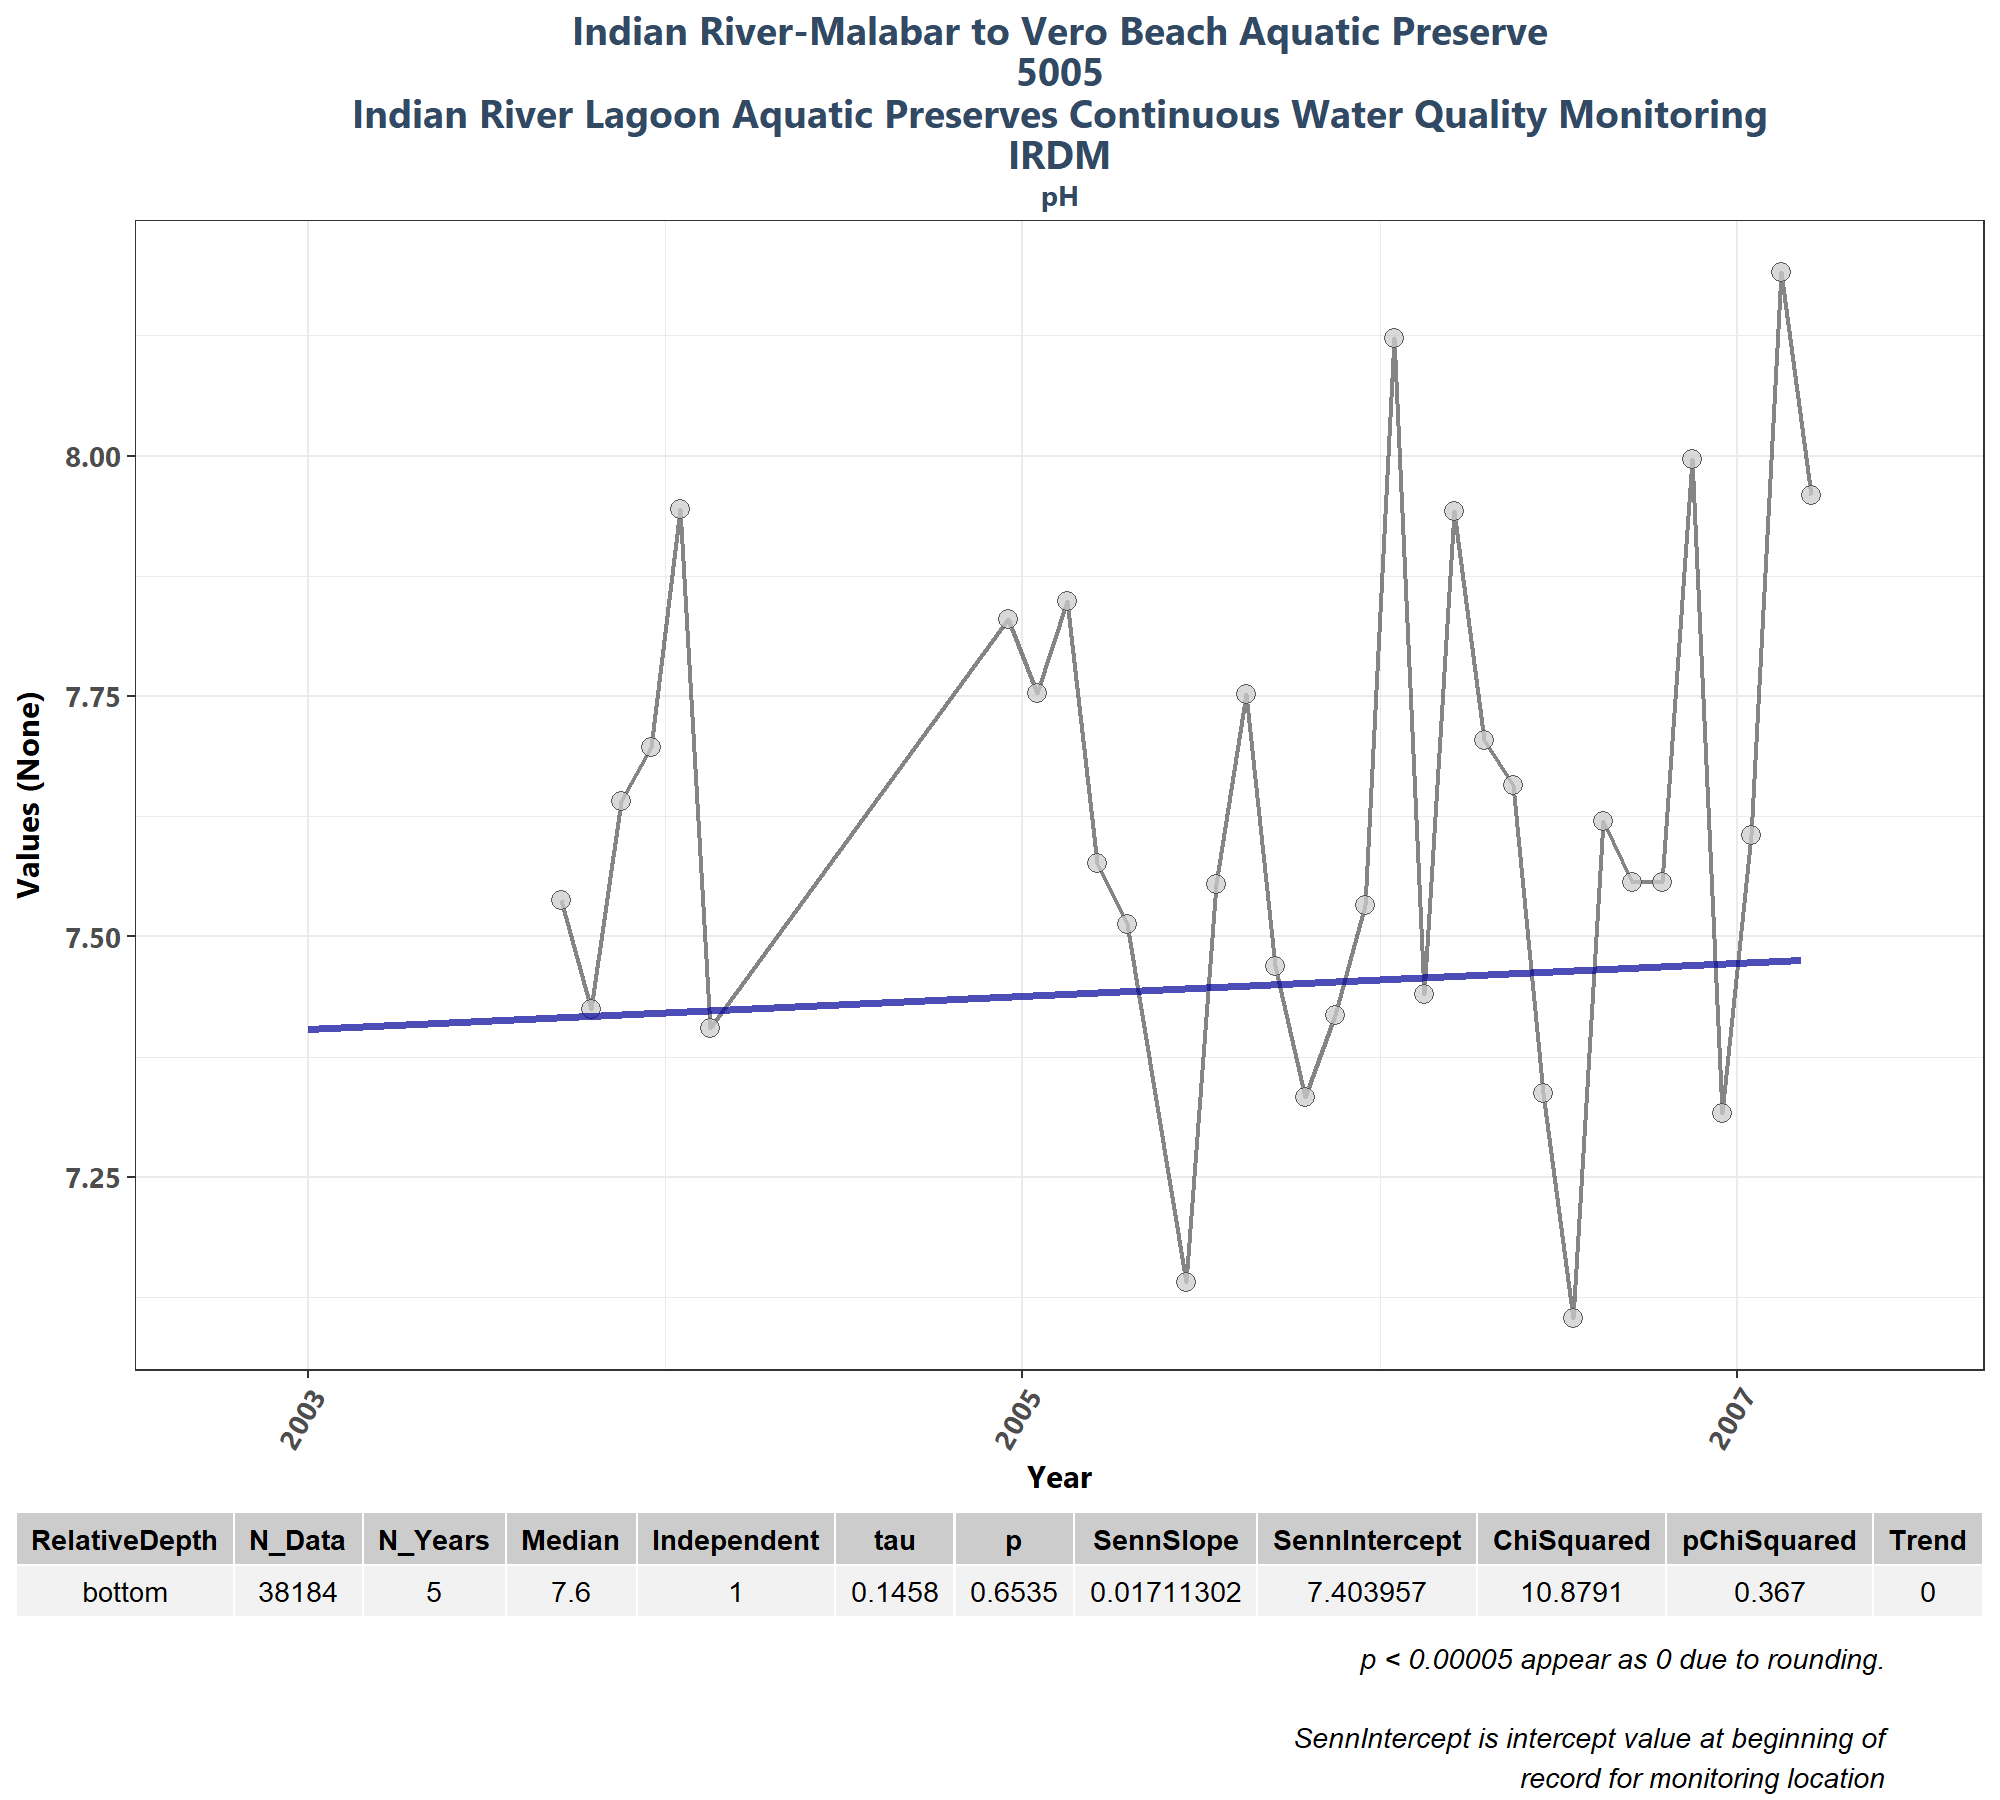 Indian River-Malabar to Vero Beach Aquatic Preserve
5005
Indian River Lagoon Aquatic Preserves Continuous Water Quality Monitoring
IRDM
pH
Values (None)
8.00
7.75
7.50
7.25
2003
2005
2007
Year
RelativeDepth N_Data N_Years Median Independent tau p SennSlope SennIntercept ChiSquared pChiSquared Trend
bottom 38184 5 7.6 1 0.1458 0.6535 0.01711302 7.403957 10.8791 0.367 0
p < 0.00005 appear as 0 due to rounding.
SennIntercept is intercept value at beginning of
record for monitoring location